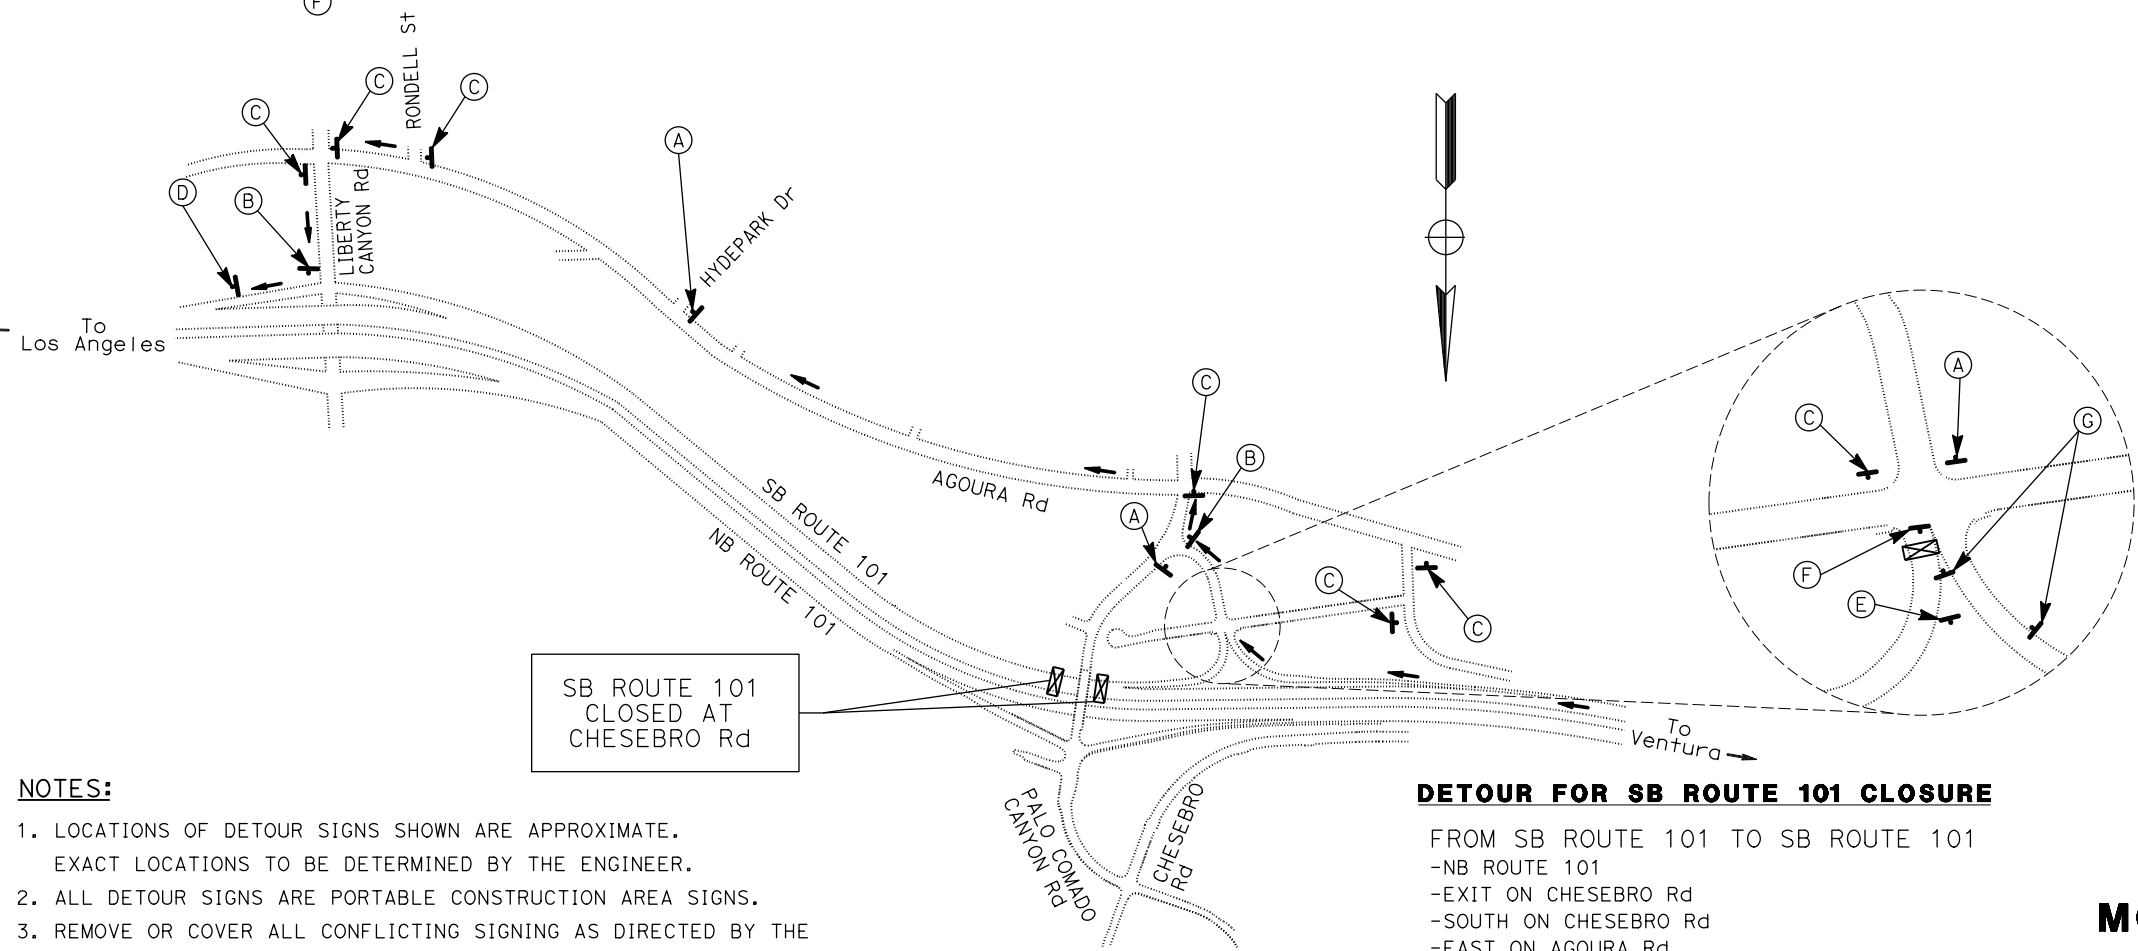 F
RONDELL St
C
C
C
A
D
B
LIBERTY
CANYON Rd
HYDEPARK Dr
To
Los Angeles
C
B
A
AGOURA Rd
SB ROUTE 101
NB ROUTE 101
C
C
A
C
G
F
E
SB ROUTE 101
CLOSED AT
CHESEBRO Rd
To
Ventura
PALO COMADO
CANYON Rd
CHESEBRO
Rd
NOTES:
1. LOCATIONS OF DETOUR SIGNS SHOWN ARE APPROXIMATE.
EXACT LOCATIONS TO BE DETERMINED BY THE ENGINEER.
2. ALL DETOUR SIGNS ARE PORTABLE CONSTRUCTION AREA SIGNS.
3. REMOVE OR COVER ALL CONFLICTING SIGNING AS DIRECTED BY THE
DETOUR FOR SB ROUTE 101 CLOSURE
FROM SB ROUTE 101 TO SB ROUTE 101
-NB ROUTE 101
-EXIT ON CHESEBRO Rd
-SOUTH ON CHESEBRO Rd
-EAST ON AGOURA Rd